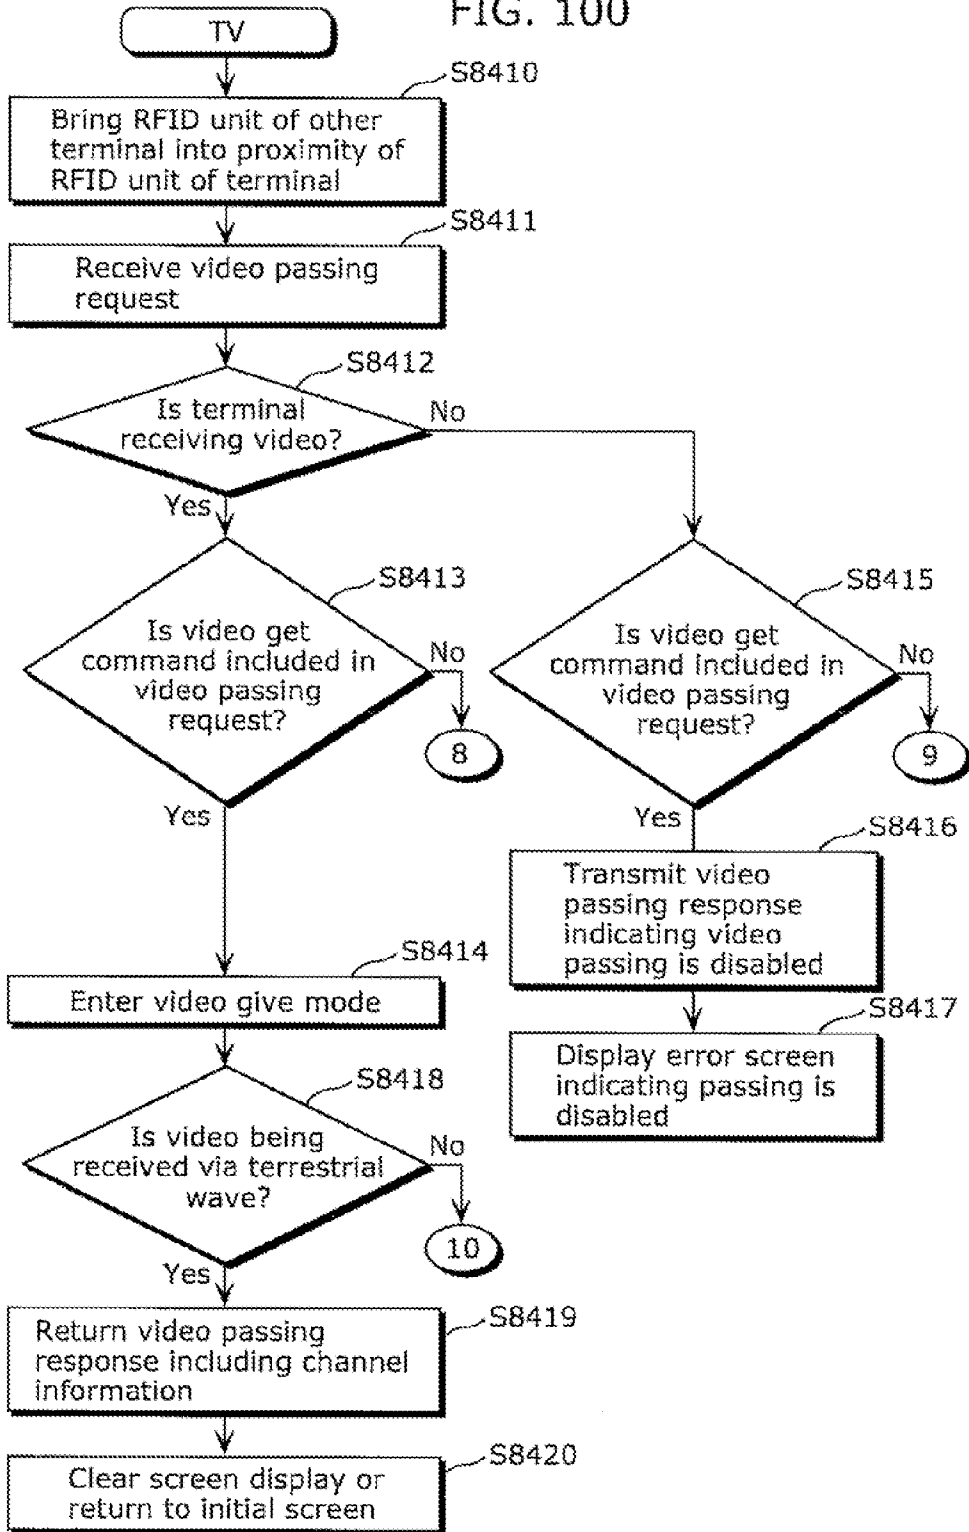 FIG. 100
TV
S8410
Bring RFID unit of other
terminal into proximity of
RFID unit of terminal
S8411
Receive video passing
request
S8412
Is terminal
receiving video?
No
Yes
S8413
Is video get
command included in
video passing
request?
No
8
Yes
S8415
Is video get
command included in
video passing
request?
No
9
Yes
S8416
Transmit video
passing response
indicating video
passing is disabled
S8417
Display error screen
indicating passing is
disabled
S8414
Enter video give mode
S8418
Is video being
received via terrestrial
wave?
No
10
Yes
S8419
Return video passing
response including channel
information
S8420
Clear screen display or
return to initial screen